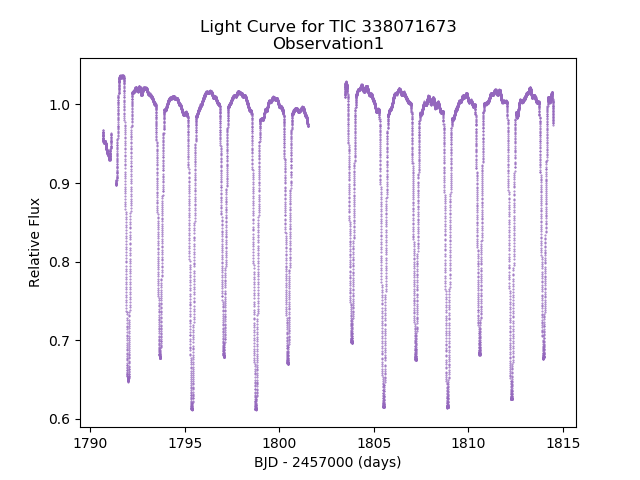 Light Curve for TIC 338071673
Observation1
Relative Flux
1.0
0.9
0.8
0.7
0.6
1790
1795
1800
1805
1810
1815
BJD - 2457000 (days)